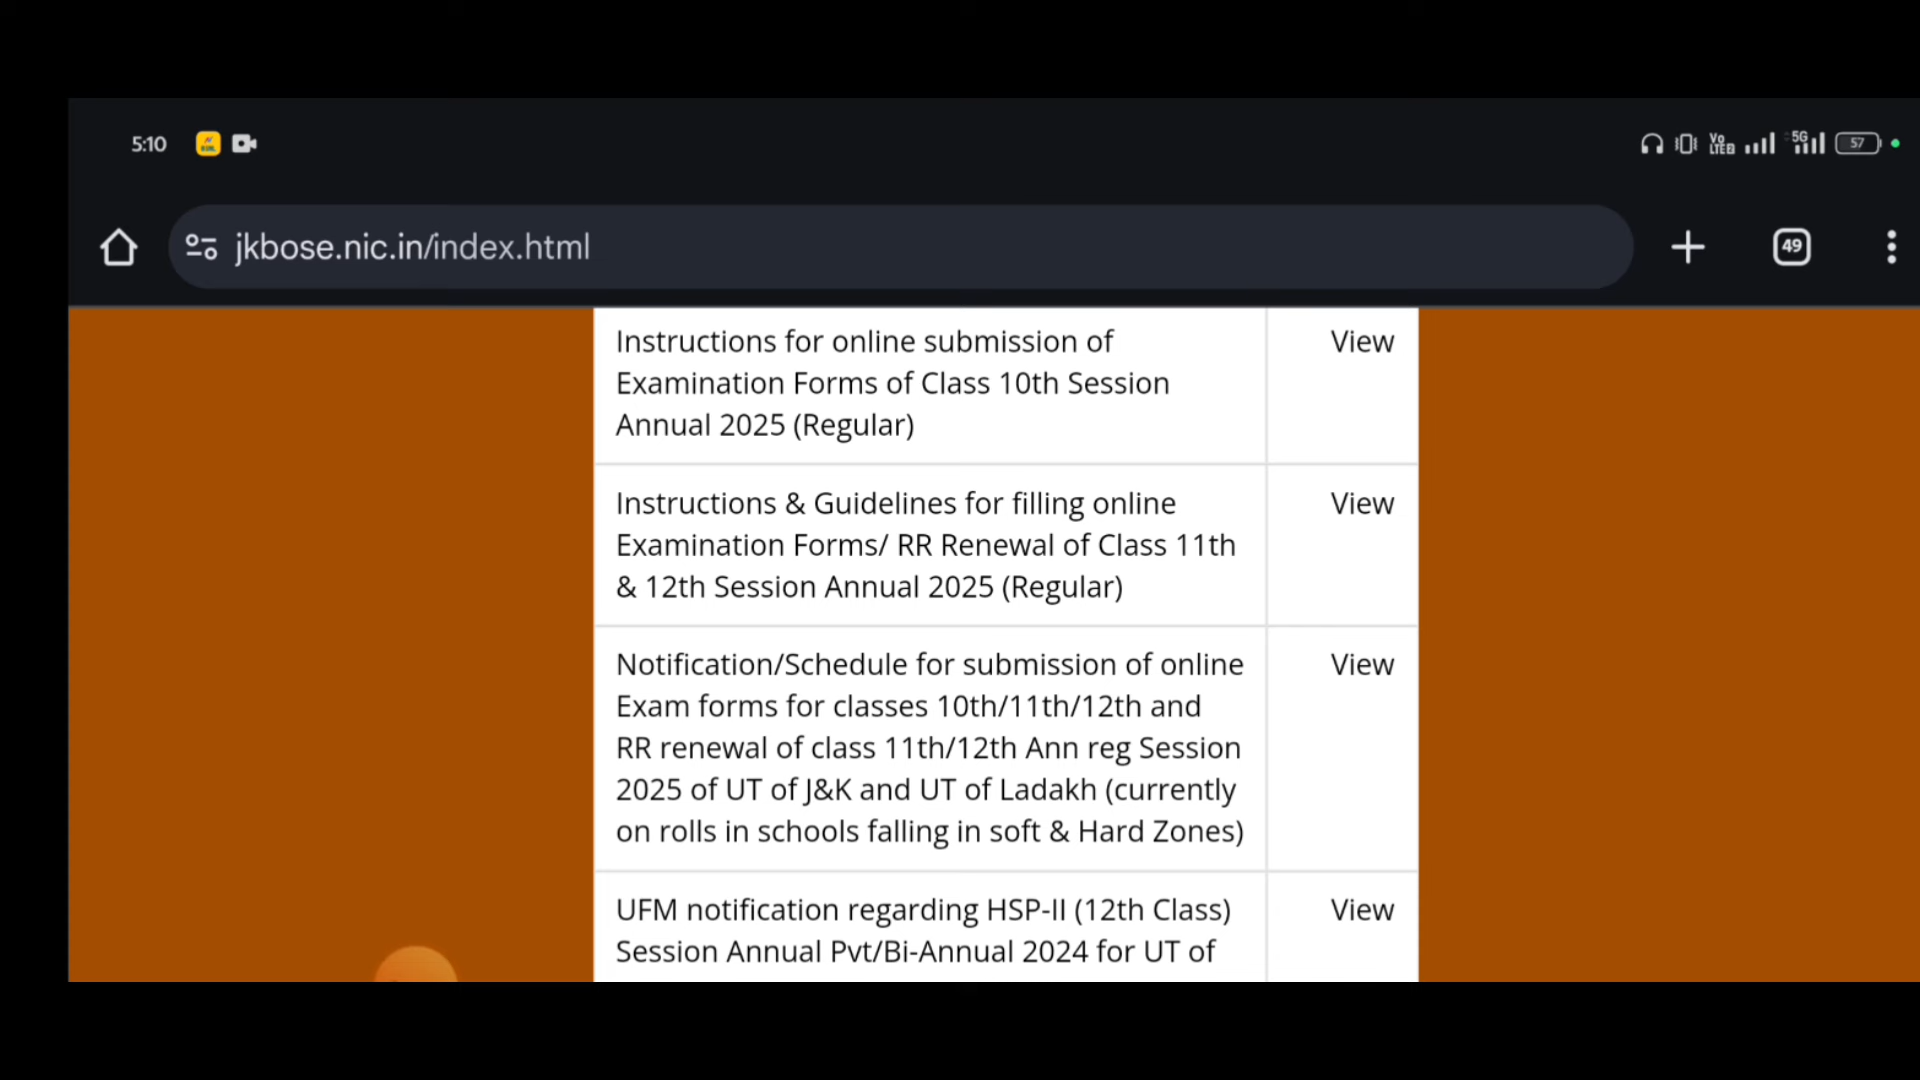 5:10
Vo LTE2 5G 57
jkbose.nic.in/index.html
49
Instructions for online submission of
Examination Forms of Class 10th Session
Annual 2025 (Regular)
View
Instructions & Guidelines for filling online
Examination Forms/ RR Renewal of Class 11th
& 12th Session Annual 2025 (Regular)
View
Notification/Schedule for submission of online
Exam forms for classes 10th/11th/12th and
RR renewal of class 11th/12th Ann reg Session
2025 of UT of J&K and UT of Ladakh (currently
on rolls in schools falling in soft & Hard Zones)
View
UFM notification regarding HSP-II (12th Class)
Session Annual Pvt/Bi-Annual 2024 for UT of
View